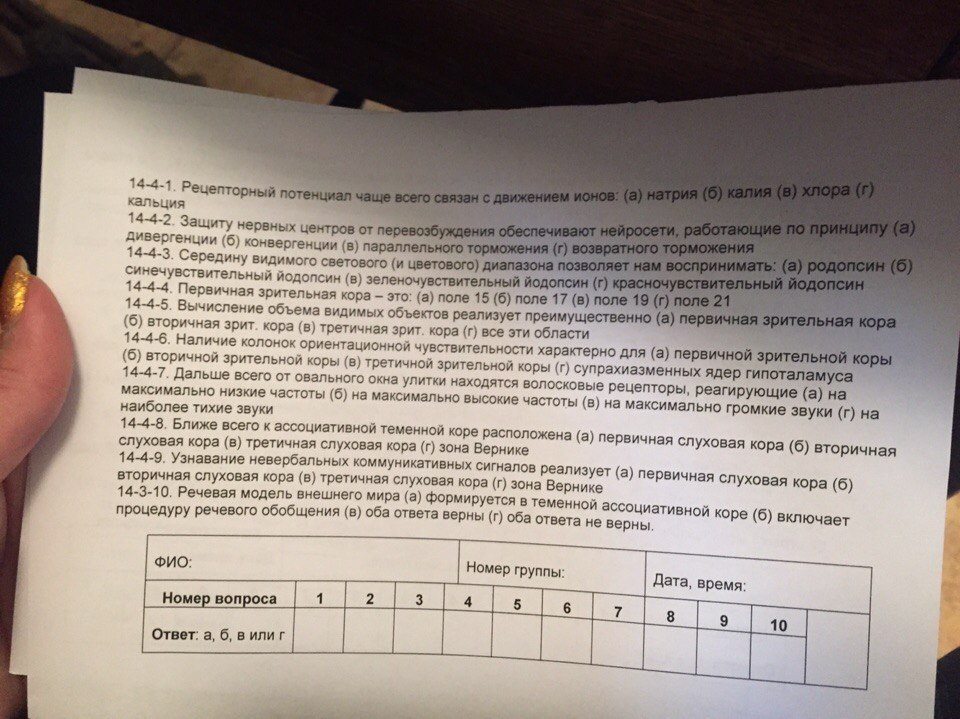 14-4-1. Рецепторный потенциал чаще всего связан с движением ионов: (а) натрия (б) калия (в) хлора (г)
кальция
14-4-2. Защиту нервных центров от перевозбуждения обеспечивают нейросети, работающие по принципу (а)
дивергенции (б) конвергенции (в) параллельного торможения (г) возвратного торможения
14-4-3. Середину видимого светового (и цветового) диапазона позволяет нам воспринимать: (а) родопсин (б)
синечувствительный йодопсин (в) зеленочувствительный йодопсин (г) красночувствительный йодопсин
14-4-4. Первичная зрительная кора – это: (а) поле 15 (б) поле 17 (в) поле 19 (г) поле 21
14-4-5. Вычисление объема видимых объектов реализует преимущественно (а) первичная зрительная кора
(б) вторичная зрит. кора (в) третичная зрит. кора (г) все эти области
14-4-6. Наличие колонок ориентационной чувствительности характерно для (а) первичной зрительной коры
(б) вторичной зрительной коры (в) третичной зрительной коры (г) супрахиазменных ядер гипоталамуса
14-4-7. Дальше всего от овального окна улитки находятся волосковые рецепторы, реагирующие (а) на
максимально низкие частоты (б) на максимально высокие частоты (в) на максимально громкие звуки (г) на
наиболее тихие звуки
14-4-8. Ближе всего к ассоциативной теменной коре расположена (а) первичная слуховая кора (б) вторичная
слуховая кора (в) третичная слуховая кора (г) зона Вернике
14-4-9. Узнавание невербальных коммуникативных сигналов реализует (а) первичная слуховая кора (б)
вторичная слуховая кора (в) третичная слуховая кора (г) зона Вернике
14-3-10. Речевая модель внешнего мира (а) формируется в теменной ассоциативной коре (б) включает
процедуру речевого обобщения (в) оба ответа верны (г) оба ответа не верны.
ФИО: Номер группы: Дата, время:
Номер вопроса 1 2 3 4 5 6 7 8 9 10
Ответ: а, б, в или г